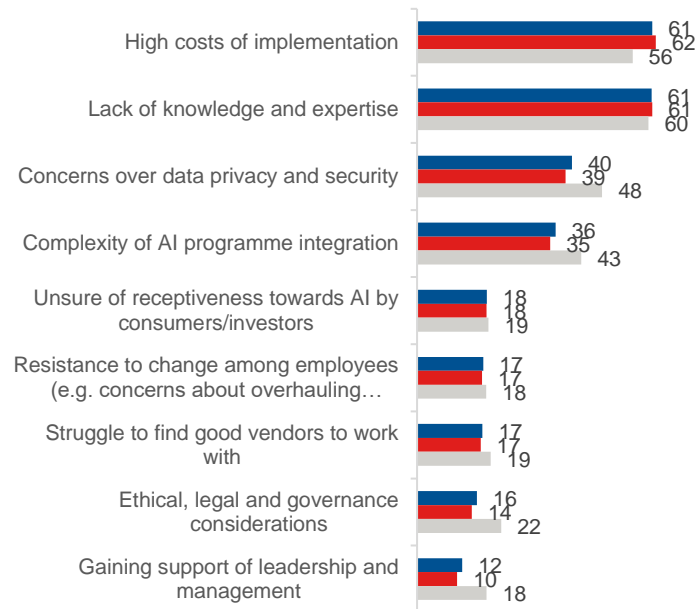 High costs of implementation
61
62
56
Lack of knowledge and expertise
61
61
60
Concerns over data privacy and security
40
39
48
Complexity of AI programme integration
36
35
43
Unsure of receptiveness towards AI by
consumers/investors
18
18
19
Resistance to change among employees
(e.g. concerns about overhauling…
17
17
18
Struggle to find good vendors to work
with
17
17
19
Ethical, legal and governance
considerations
16
14
22
Gaining support of leadership and
management
12
10
18